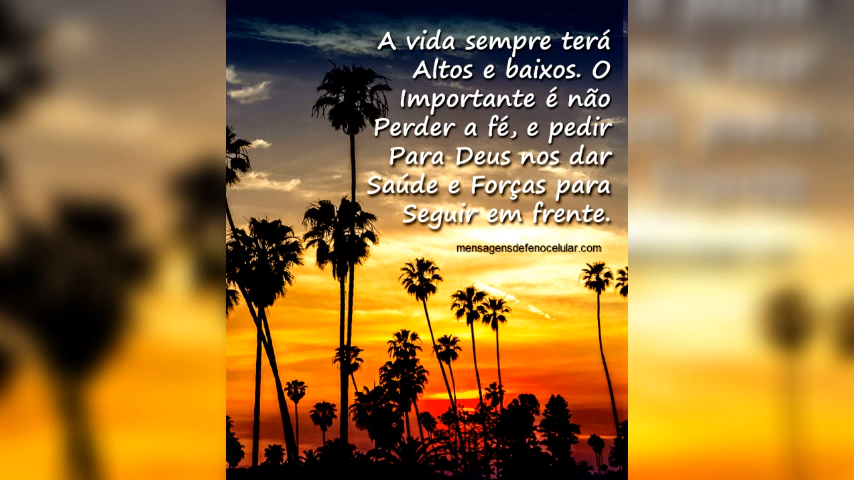 A vida sempre terá
Altos e baixos. O
Importante é não
Perder a fé, e pedir
Para Deus nos dar
Saúde e Forças para
Seguir em frente.
mensagensdefenocelular.com